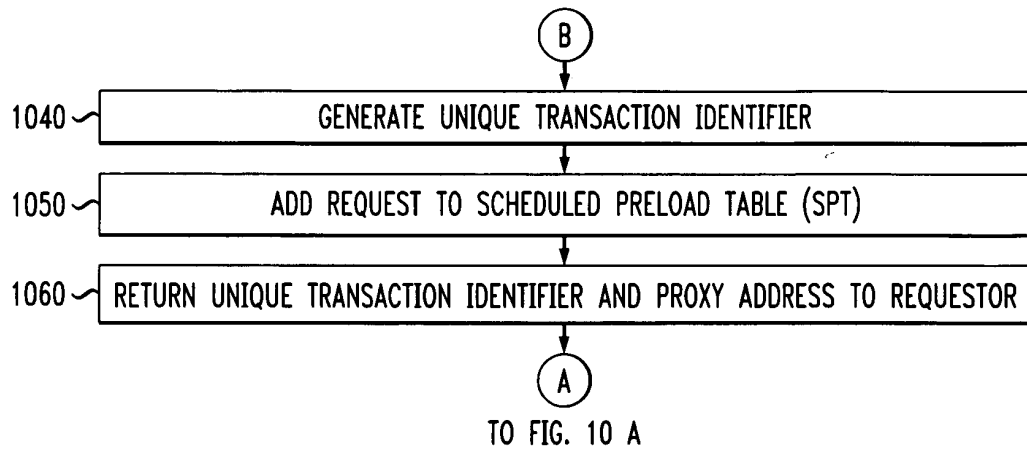 B
1040 GENERATE UNIQUE TRANSACTION IDENTIFIER
1050 ADD REQUEST TO SCHEDULED PRELOAD TABLE (SPT)
1060 RETURN UNIQUE TRANSACTION IDENTIFIER AND PROXY ADDRESS TO REQUESTOR
A
TO FIG. 10 A